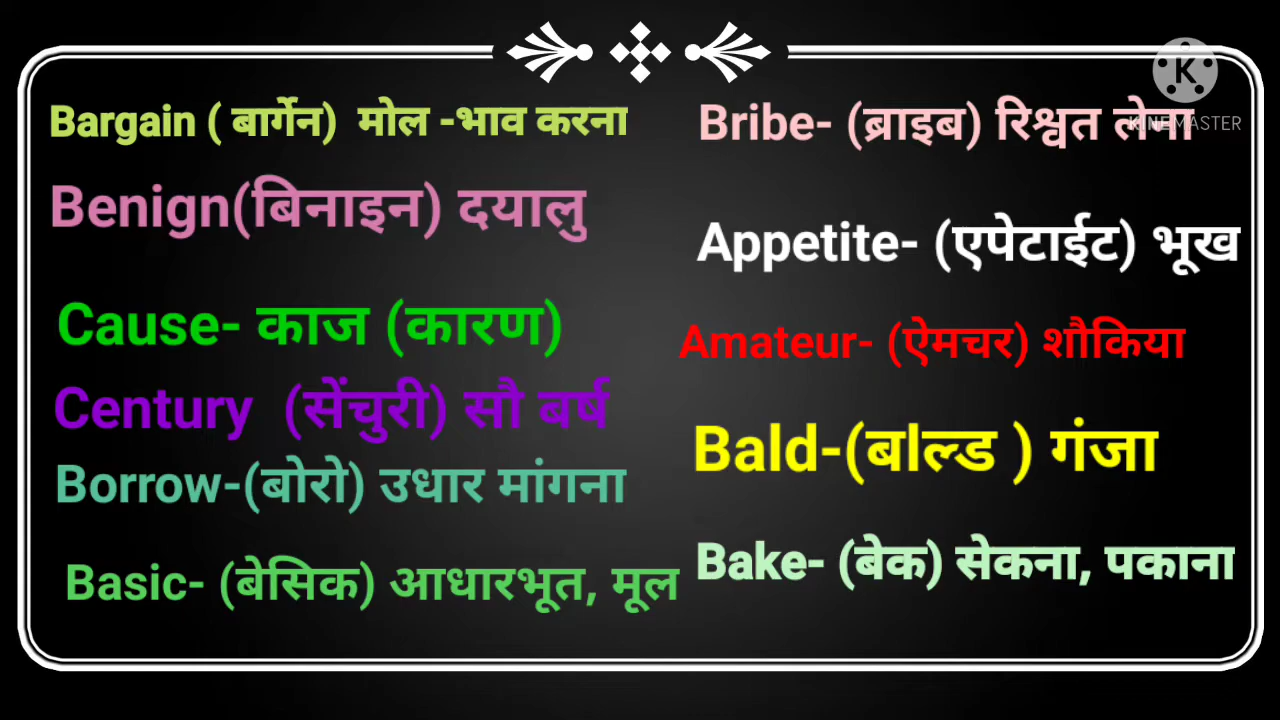 Bargain ( बार्गेन) मोल -भाव करना
Benign(बिनाइन) दयालु
Cause- काज (कारण)
Century (सेंचुरी) सौ बर्ष
Borrow-(बोरो) उधार मांगना
Basic- (बेसिक) आधारभूत, मूल
K
KINEMASTER
Bribe- (ब्राइब) रिश्वत लेना
Appetite- (एपेटाईट) भूख
Amateur- (ऐमचर) शौकिया
Bald-(बाल्ड ) गंजा
Bake- (बेक) सेकना, पकाना